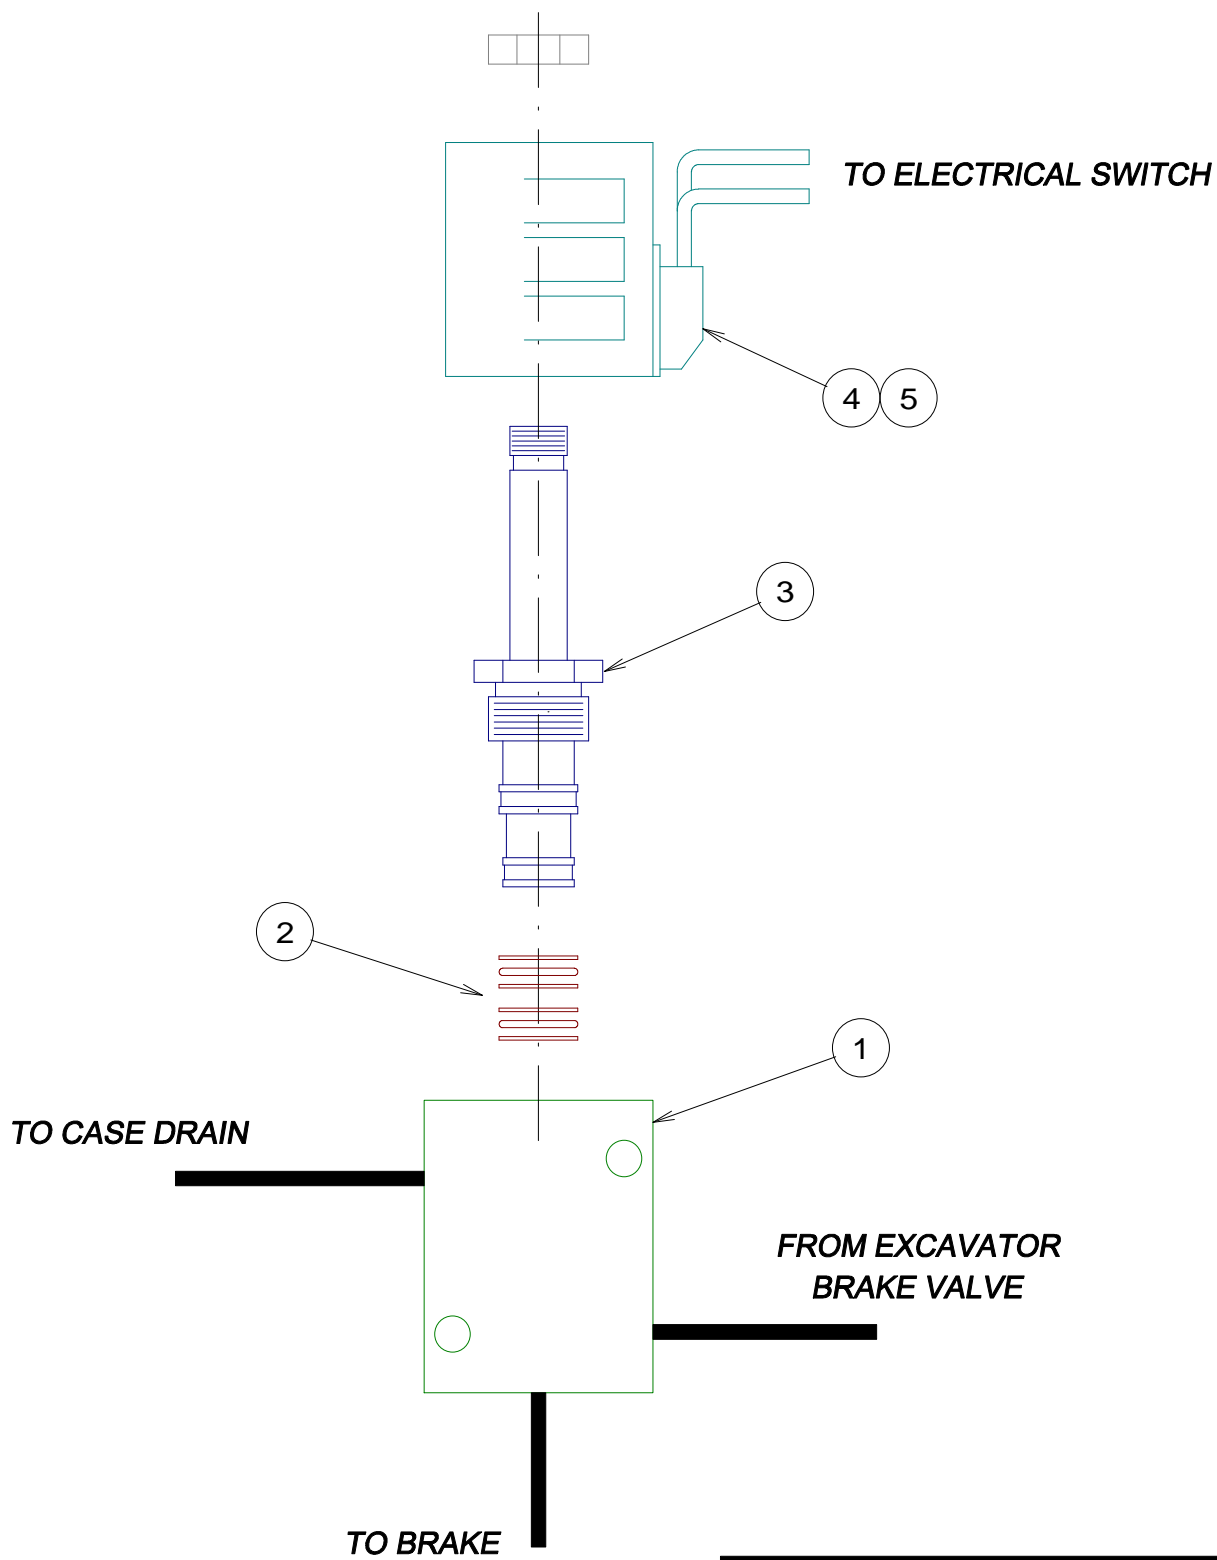 TO ELECTRICAL SWITCH
4 5
3
2
1
TO CASE DRAIN
FROM EXCAVATOR
BRAKE VALVE
TO BRAKE